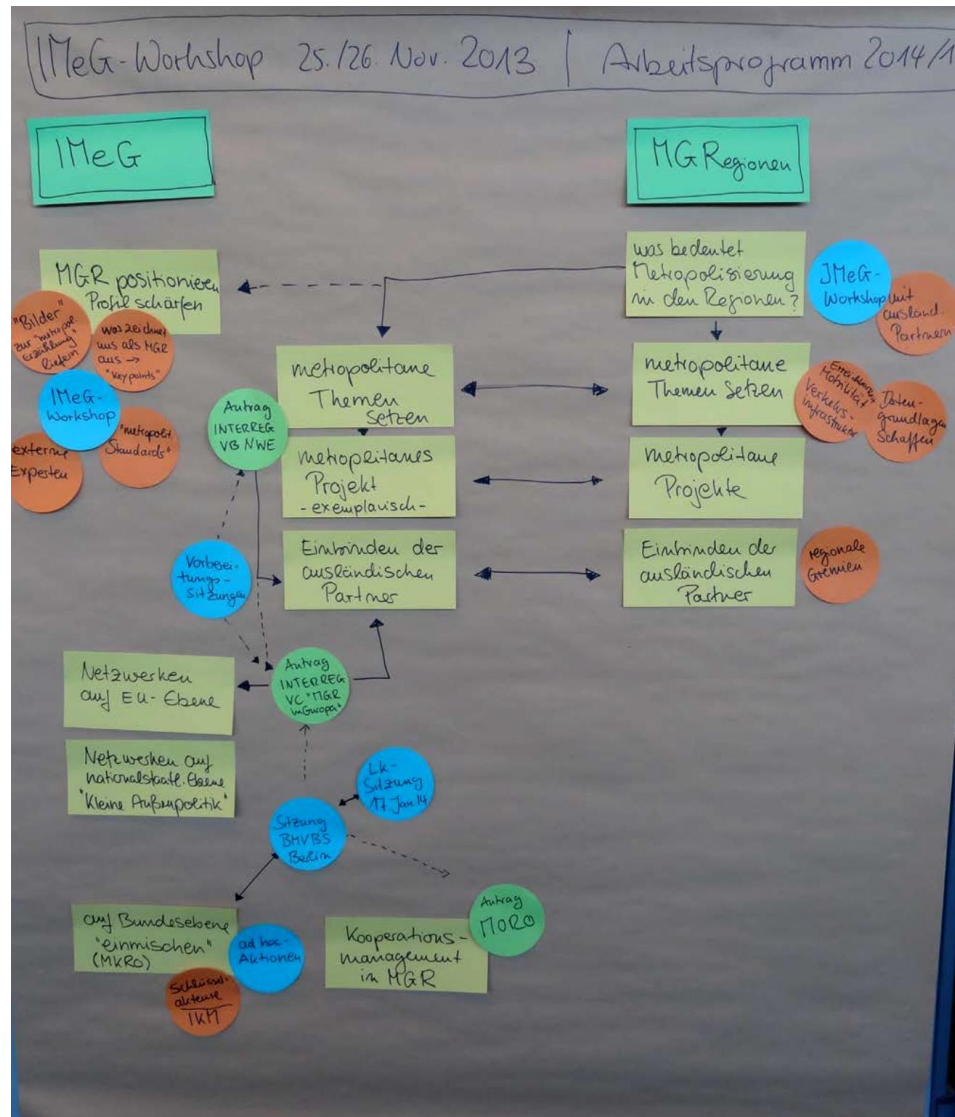 IMeG-Workshop 25./26. Nov. 2013 | Arbeitsprogramm 2014/1
IMeG
MGRegionen
MGR positionieren
Profil schärfen
"Bilder"
zur "metropol.
Erzählung"
liefern
was zeichnet
uns als MGR
aus →
"Key points"
IMeG-
Workshop
externe
Experten
"metropolit.
Standards"
was bedeutet
Metropolisierung
in den Regionen?
IMeG-
Workshop
mit
ausländ.
Partnern
metropolitane
Themen
Setzen
metropolitane
Themen Setzen
Erreichbarkeit
Mobilität
Verkehrs-
infrastruktur
Daten-
grundlagen
Schaffen
Antrag
INTERREG
VB NWE
metropolitanes
Projekt
- exemplarisch -
metropolitane
Projekte
Vorberei-
tungs-
Sitzungen
Einbinden der
ausländischen
Partner
Einbinden der
ausländischen
Partner
regionale
Gremien
Netzwerken
auf EU-Ebene
Antrag
INTERREG
VC "MGR
in Europa"
Netzwerken auf
nationalstaatl. Ebene
"Kleine Außenpolitik"
LK-
Sitzung
17 Jan 14
Sitzung
BMVBS
Berlin
auf Bundesebene
"einmischen"
(MKRO)
ad hoc-
Aktionen
Schlüssel-
akteure
IKM
Kooperations-
management
in MGR
Antrag
MORO